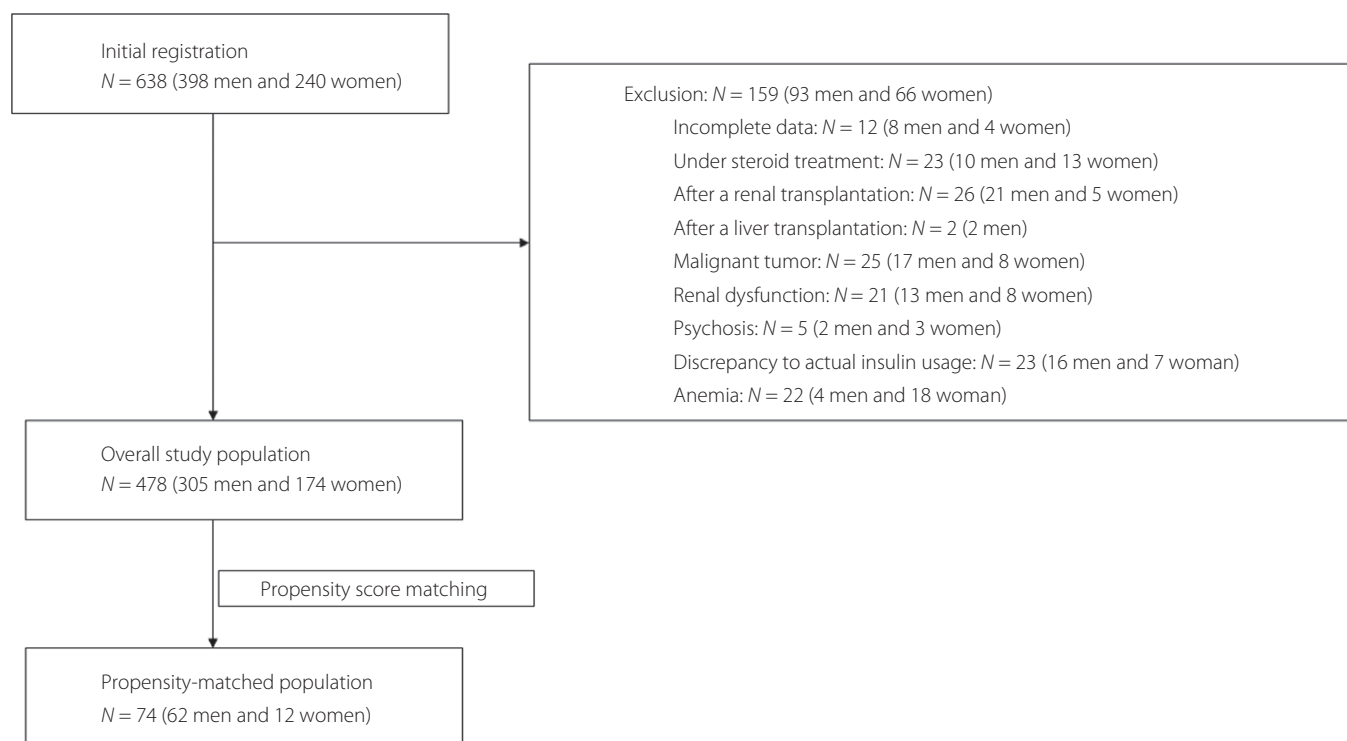 Initial registration
N = 638 (398 men and 240 women)
Exclusion: N = 159 (93 men and 66 women)
Incomplete data: N = 12 (8 men and 4 women)
Under steroid treatment: N = 23 (10 men and 13 women)
After a renal transplantation: N = 26 (21 men and 5 women)
After a liver transplantation: N = 2 (2 men)
Malignant tumor: N = 25 (17 men and 8 women)
Renal dysfunction: N = 21 (13 men and 8 women)
Psychosis: N = 5 (2 men and 3 women)
Discrepancy to actual insulin usage: N = 23 (16 men and 7 woman)
Anemia: N = 22 (4 men and 18 woman)
Overall study population
N = 478 (305 men and 174 women)
Propensity score matching
Propensity-matched population
N = 74 (62 men and 12 women)